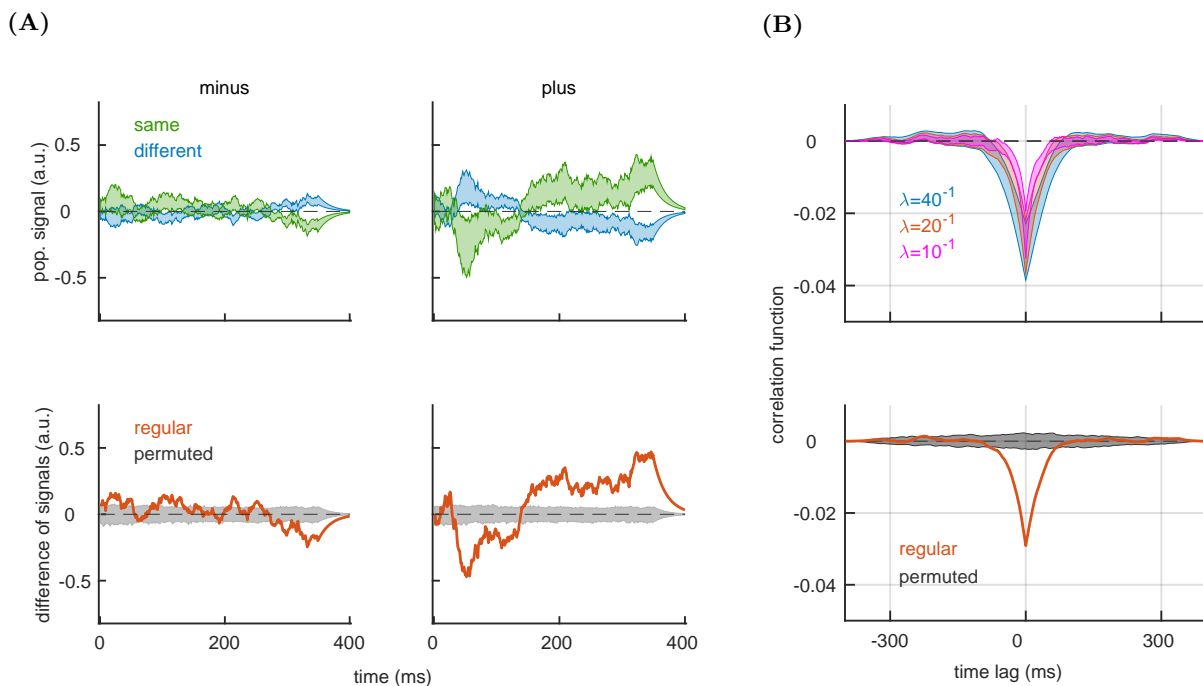 (A)
minus
plus
same
different
0.5
0
-0.5
pop. signal (a.u.)
regular
permuted
0.5
0
-0.5
difference of signals (a.u.)
0
200
400
0
200
400
time (ms)
(B)
0
-0.02
-0.04
λ=40⁻¹
λ=20⁻¹
λ=10⁻¹
correlation function
0
-0.02
-0.04
regular
permuted
-300
0
300
time lag (ms)